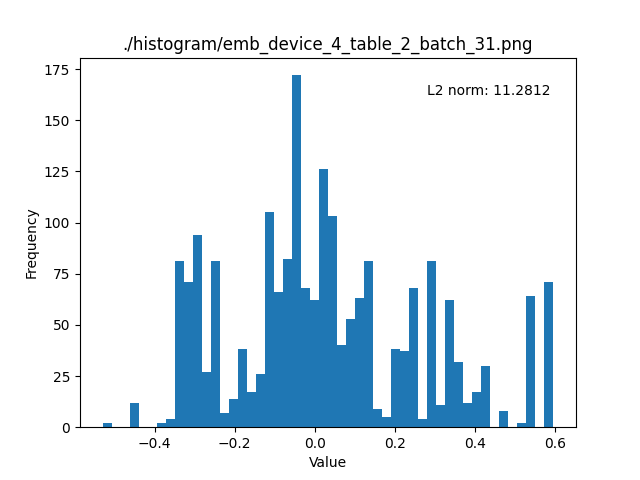 ./histogram/emb_device_4_table_2_batch_31.png
L2 norm: 11.2812
175
150
125
100
75
50
25
0
Frequency
−0.4 −0.2 0.0 0.2 0.4 0.6
Value